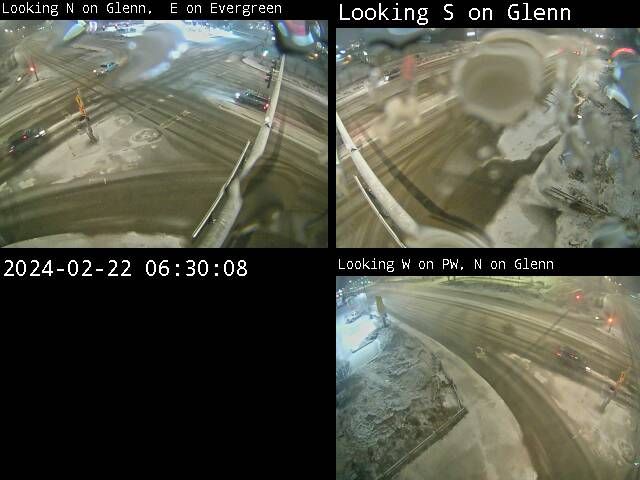 Looking N on Glenn,  E on Evergreen
Looking S on Glenn
2024-02-22 06:30:08
Looking W on PW, N on Glenn